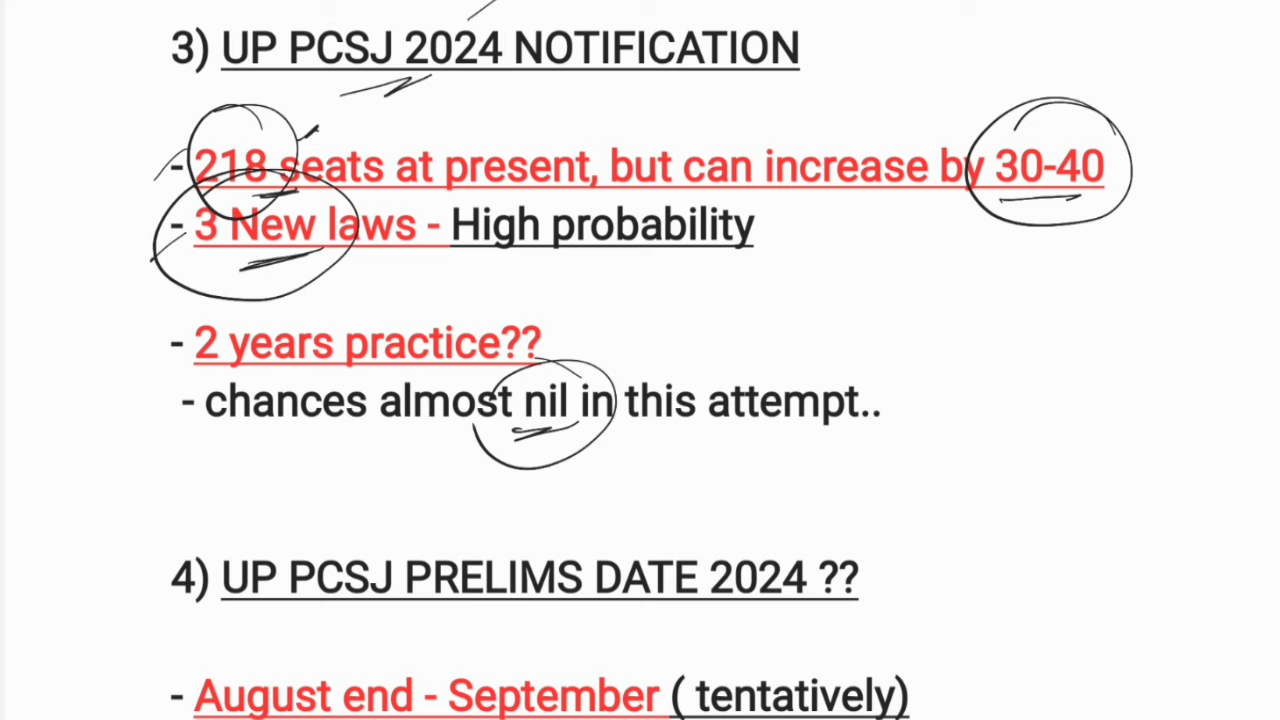 3) UP PCSJ 2024 NOTIFICATION
- 218 seats at present, but can increase by 30-40
- 3 New laws - High probability
- 2 years practice??
- chances almost nil in this attempt..
4) UP PCSJ PRELIMS DATE 2024 ??
- August end - September ( tentatively)